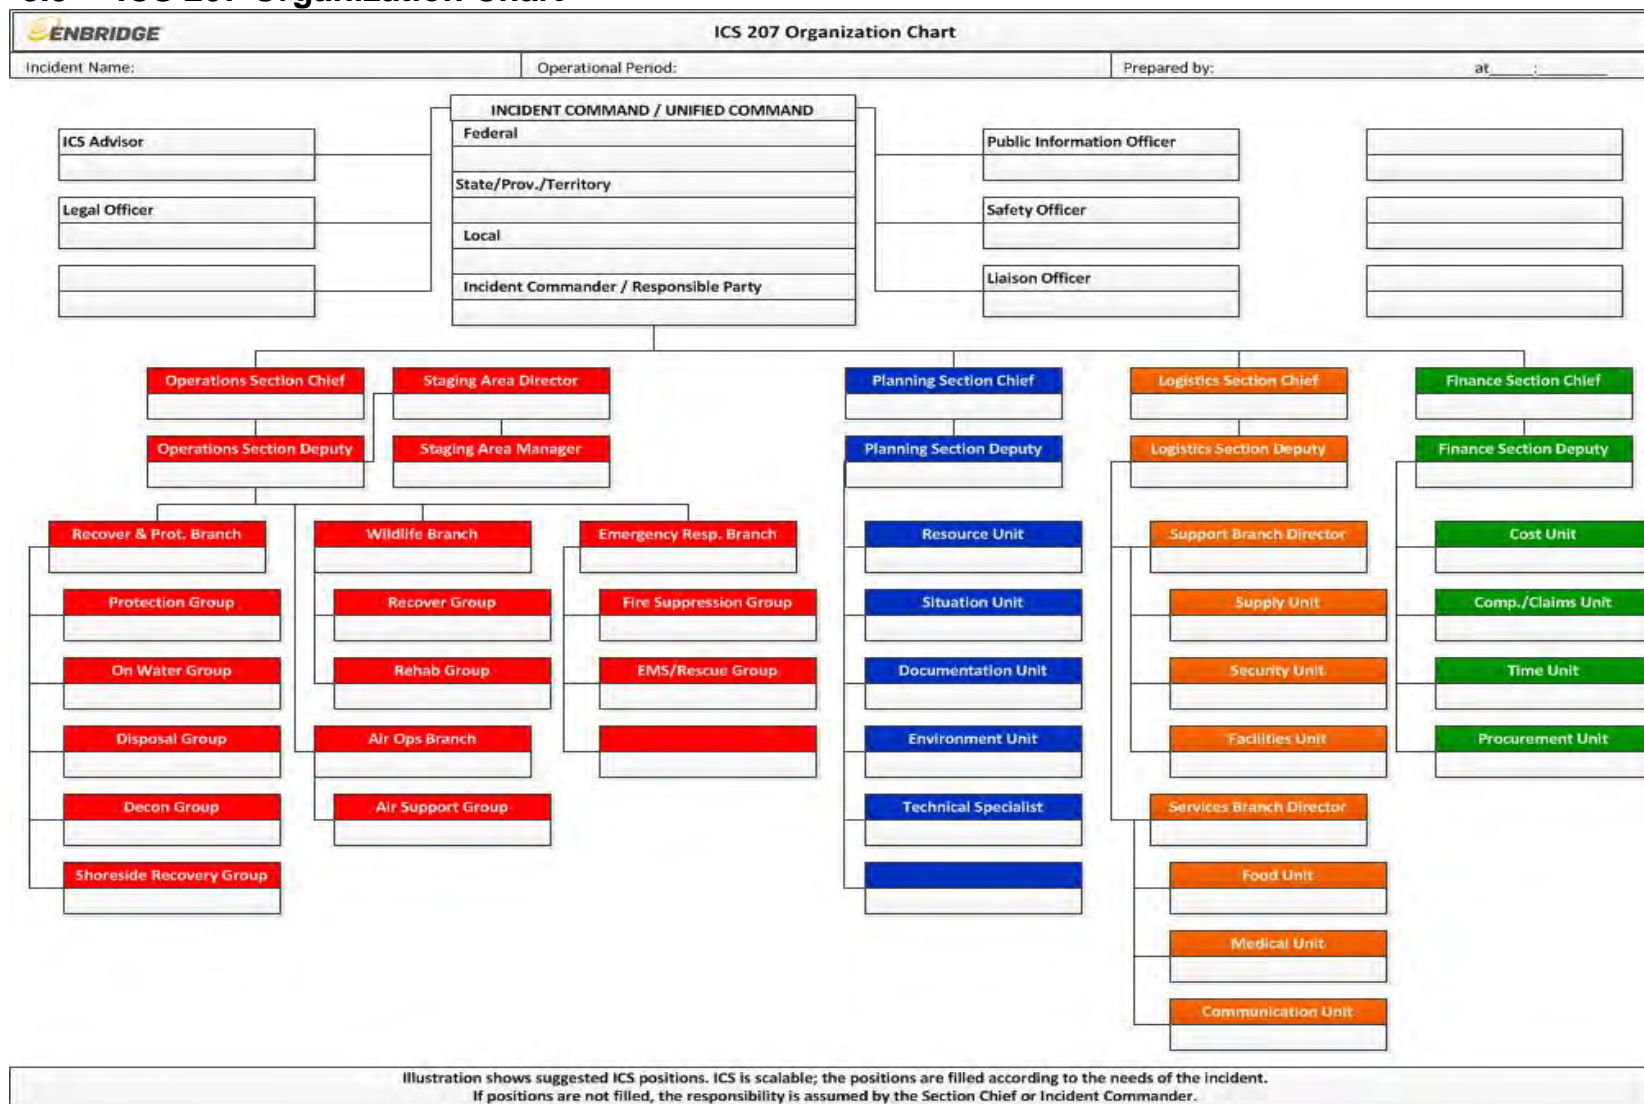 ENBRIDGE
ICS 207 Organization Chart
Incident Name:
Operational Period:
Prepared by:
at____:________
INCIDENT COMMAND / UNIFIED COMMAND
Federal
State/Prov./Territory
Local
Incident Commander / Responsible Party
ICS Advisor
Legal Officer
Public Information Officer
Safety Officer
Liaison Officer
Operations Section Chief
Staging Area Director
Operations Section Deputy
Staging Area Manager
Recover & Prot. Branch
Protection Group
On Water Group
Disposal Group
Decon Group
Shoreside Recovery Group
Wildlife Branch
Recover Group
Rehab Group
Air Ops Branch
Air Support Group
Emergency Resp. Branch
Fire Suppression Group
EMS/Rescue Group
Planning Section Chief
Planning Section Deputy
Resource Unit
Situation Unit
Documentation Unit
Environment Unit
Technical Specialist
Logistics Section Chief
Logistics Section Deputy
Support Branch Director
Supply Unit
Security Unit
Facilities Unit
Services Branch Director
Food Unit
Medical Unit
Communication Unit
Finance Section Chief
Finance Section Deputy
Cost Unit
Comp./Claims Unit
Time Unit
Procurement Unit
Illustration shows suggested ICS positions. ICS is scalable; the positions are filled according to the needs of the incident.
If positions are not filled, the responsibility is assumed by the Section Chief or Incident Commander.